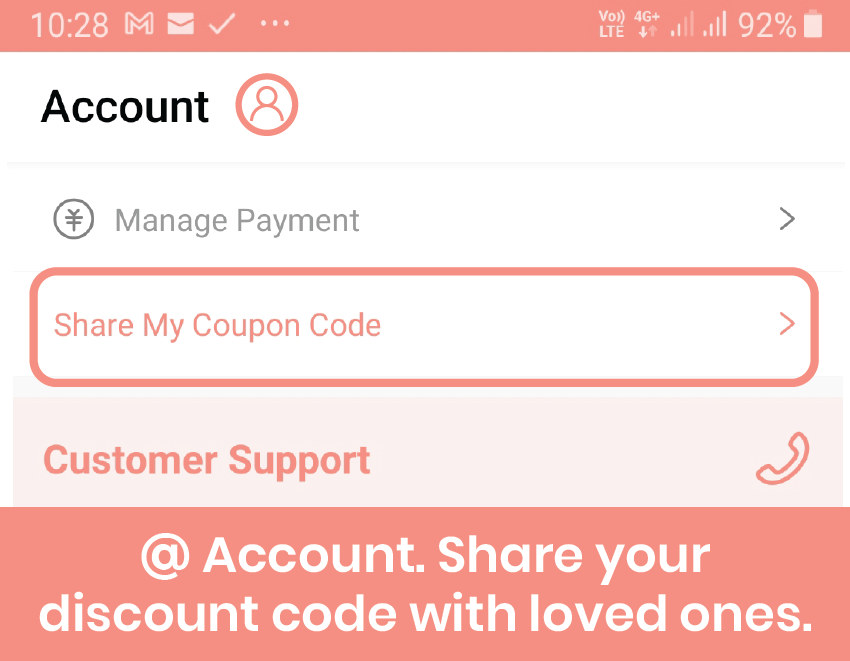 10:28 Vo)) LTE 4G+ 92%
Account
¥ Manage Payment
Share My Coupon Code
Customer Support
@ Account. Share your
discount code with loved ones.